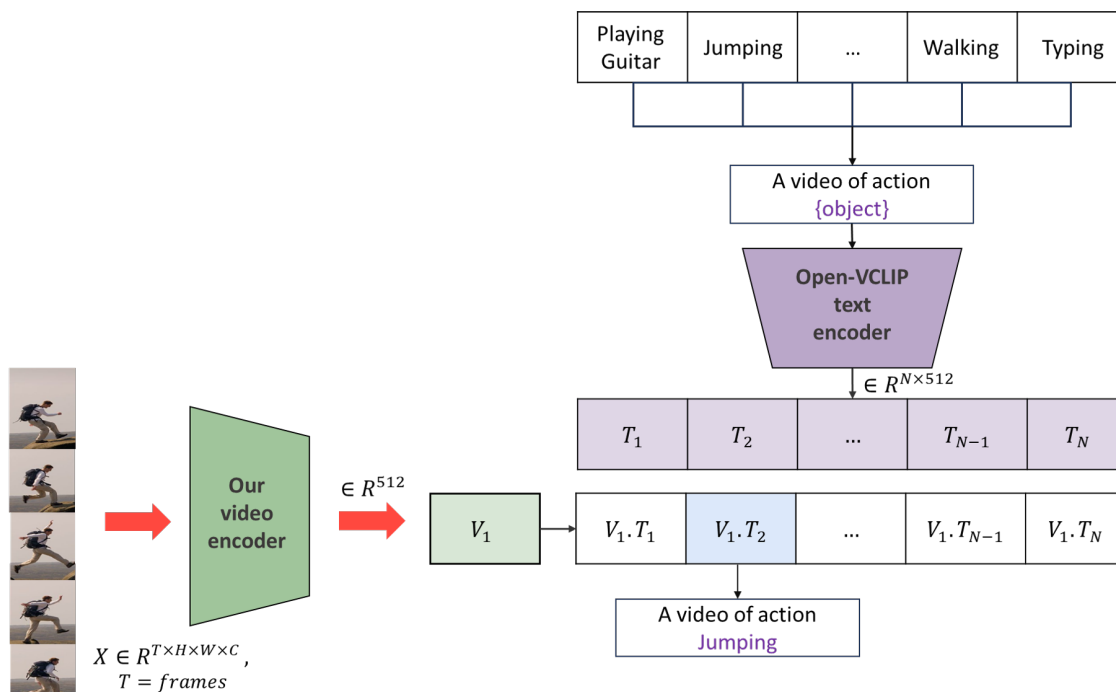 Playing
Guitar
Jumping
...
Walking
Typing
A video of action
{object}
Open-VCLIP
text
encoder
∈ R^{N×512}
T_1
T_2
...
T_{N−1}
T_N
Our
video
encoder
∈ R^{512}
V_1
V_1.T_1
V_1.T_2
...
V_1.T_{N−1}
V_1.T_N
A video of action
Jumping
X ∈ R^{T×H×W×C} ,
T = frames